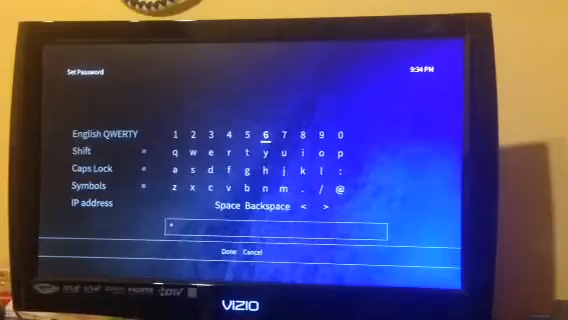 Set Password
9:34 PM
English QWERTY 1 2 3 4 5 6 7 8 9 0
Shift q w e r t y u i o p
Caps Lock a s d f g h j k l :
Symbols z x c v b n m . / @
IP address Space Backspace < >
*
Done Cancel
VIZIO